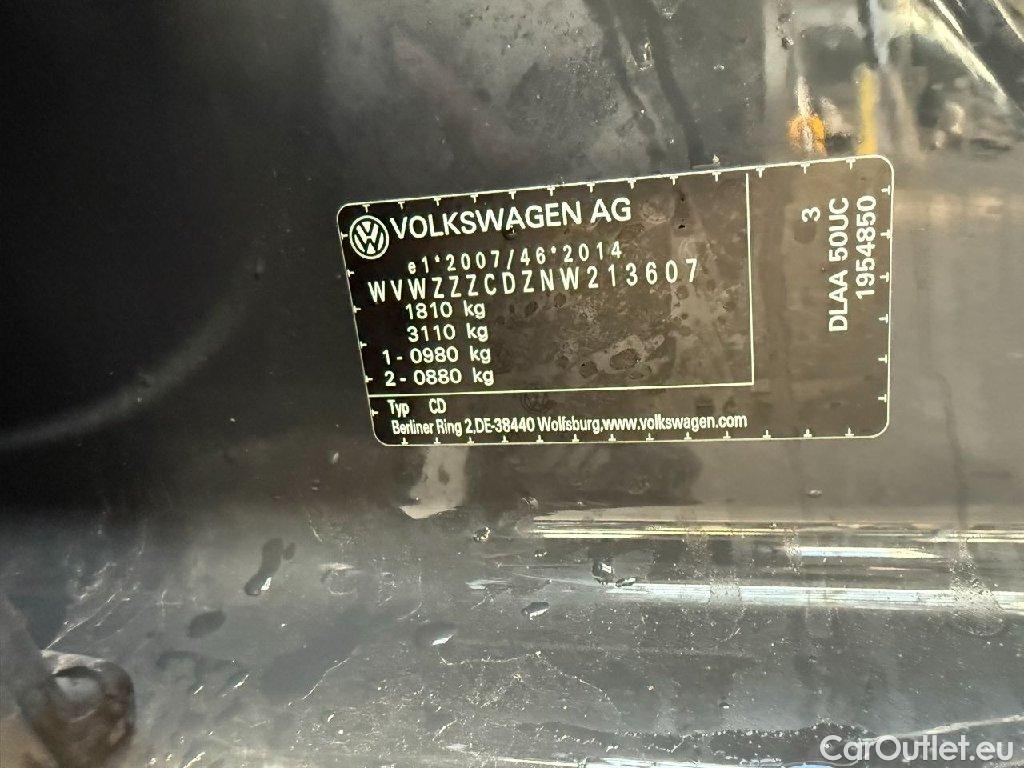 VOLKSWAGEN AG
e1*2007/46*2014
WVWZZZCDZNW213607
1810 kg
3110 kg
1- 0980 kg
2- 0880 kg
Typ CD
Berliner Ring 2,DE-38440 Wolfsburg,www.volkswagen.com
3
DLAA 50UC
1954850
CarOutlet.eu